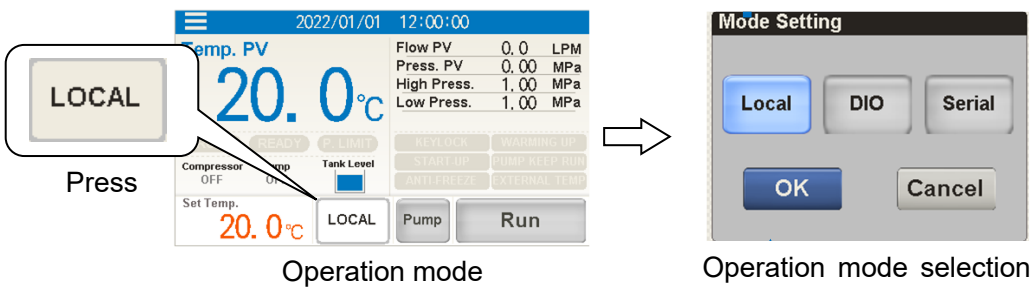 LOCAL
Press
2022/01/01 12:00:00
Temp. PV
20.0℃
Flow PV 0.0 LPM
Press. PV 0.00 MPa
High Press. 1.00 MPa
Low Press. 1.00 MPa
READY P. LIMIT
KEYLOCK WARMING UP
START-UP PUMP KEEP RUN
ANTI FREEZE EXTERNAL TEMP
Compressor
OFF
Tank Level
Set Temp.
20.0℃
LOCAL
Pump
Run
Operation mode
Mode Setting
Local DIO Serial
OK Cancel
Operation mode selection